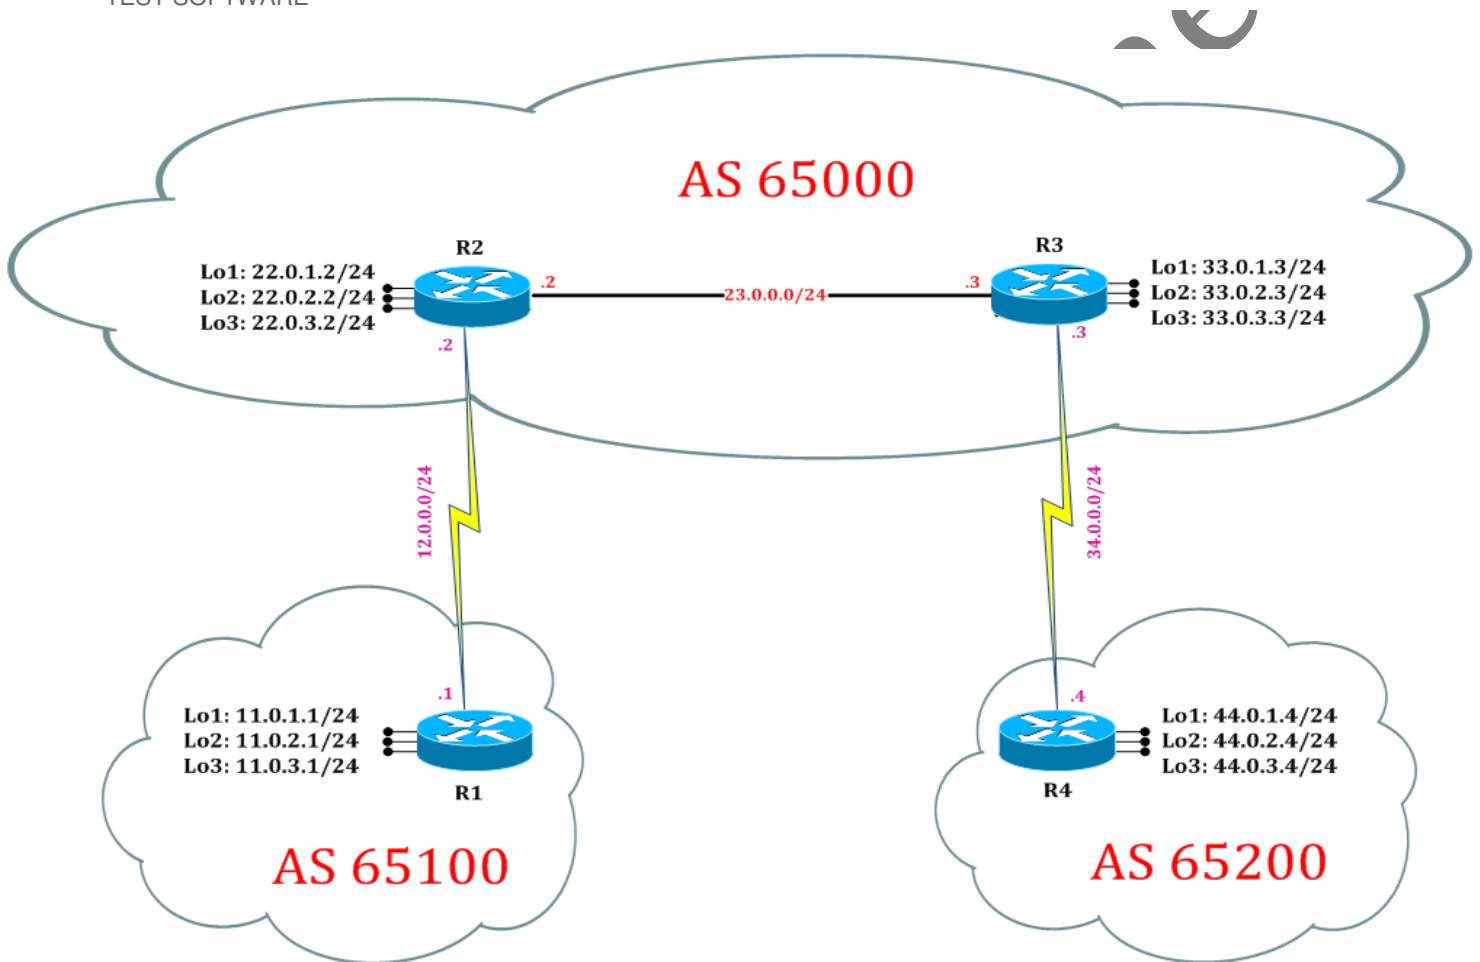 TEST SOFTWARE
AS 65000
R2
R3
Lo1: 22.0.1.2/24
Lo2: 22.0.2.2/24
Lo3: 22.0.3.2/24
.2
23.0.0.0/24
.3
Lo1: 33.0.1.3/24
Lo2: 33.0.2.3/24
Lo3: 33.0.3.3/24
.2
.3
12.0.0.0/24
34.0.0.0/24
.1
.4
Lo1: 11.0.1.1/24
Lo2: 11.0.2.1/24
Lo3: 11.0.3.1/24
Lo1: 44.0.1.4/24
Lo2: 44.0.2.4/24
Lo3: 44.0.3.4/24
R1
R4
AS 65100
AS 65200